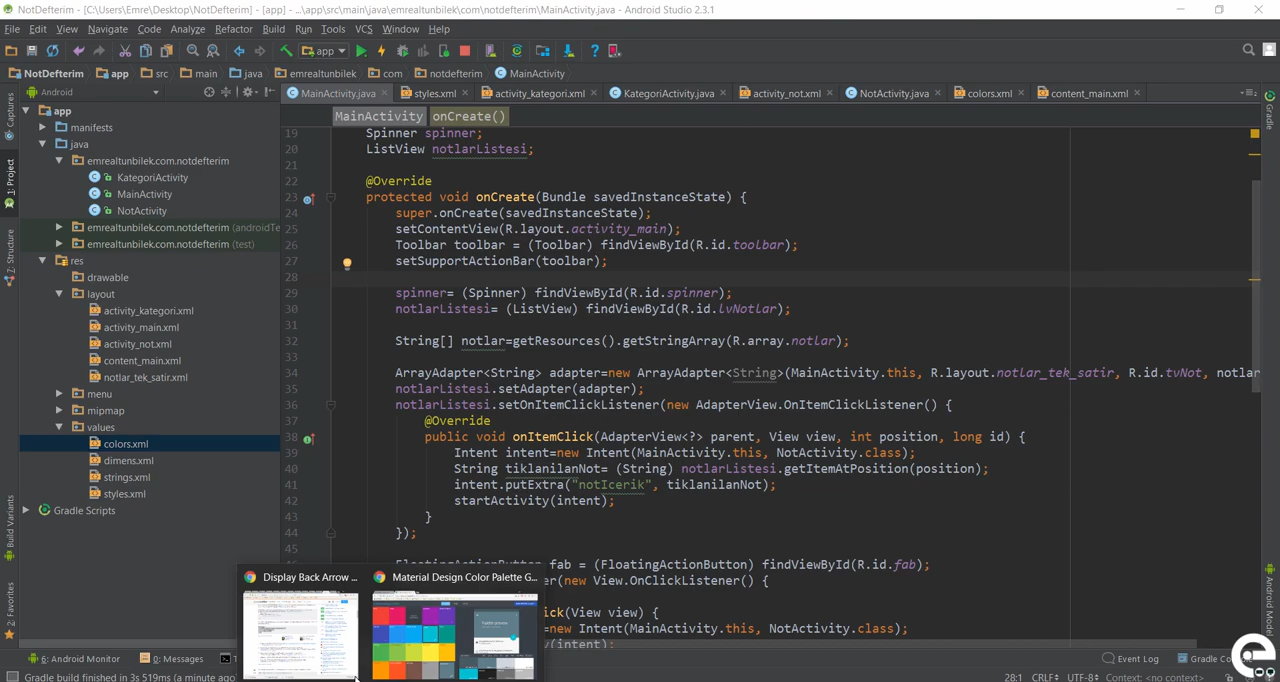 NotDefterim - [C:\Users\Emre\Desktop\NotDefterim] - [app] - ...\app\src\main\java\emrealtunbilek\com\notdefterim\MainActivity.java - Android Studio 2.3.1
File Edit View Navigate Code Analyze Refactor Build Run Tools VCS Window Help
app
NotDefterim app src main java emrealtunbilek com notdefterim MainActivity
Android
MainActivity.java styles.xml activity_kategori.xml KategoriActivity.java activity_not.xml NotActivity.java colors.xml content_main.xml
MainActivity onCreate()
Captures
1: Project
Z: Structure
Build Variants
2: Favorites
Gradle
Android Model
app
manifests
java
emrealtunbilek.com.notdefterim
KategoriActivity
MainActivity
NotActivity
emrealtunbilek.com.notdefterim (androidTe
emrealtunbilek.com.notdefterim (test)
res
drawable
layout
activity_kategori.xml
activity_main.xml
activity_not.xml
content_main.xml
notlar_tek_satir.xml
menu
mipmap
values
colors.xml
dimens.xml
strings.xml
styles.xml
Gradle Scripts
19 Spinner spinner;
20 ListView notlarListesi;
21
22 @Override
23 protected void onCreate(Bundle savedInstanceState) {
24 super.onCreate(savedInstanceState);
25 setContentView(R.layout.activity_main);
26 Toolbar toolbar = (Toolbar) findViewById(R.id.toolbar);
27 setSupportActionBar(toolbar);
28
29 spinner= (Spinner) findViewById(R.id.spinner);
30 notlarListesi= (ListView) findViewById(R.id.lvNotlar);
31
32 String[] notlar=getResources().getStringArray(R.array.notlar);
33
34 ArrayAdapter<String> adapter=new ArrayAdapter<String>(MainActivity.this, R.layout.notlar_tek_satir, R.id.tvNot, notlar
35 notlarListesi.setAdapter(adapter);
36 notlarListesi.setOnItemClickListener(new AdapterView.OnItemClickListener() {
37 @Override
38 public void onItemClick(AdapterView<?> parent, View view, int position, long id) {
39 Intent intent=new Intent(MainActivity.this, NotActivity.class);
40 String tiklanilanNot= (String) notlarListesi.getItemAtPosition(position);
41 intent.putExtra("notIcerik", tiklanilanNot);
42 startActivity(intent);
43 }
44 });
45
fab = (FloatingActionButton) findViewById(R.id.fab);
er(new View.OnClickListener() {
ick(View view) {
=new Intent(MainActivity.this, NotActivity.class);
Display Back Arrow ... Material Design Color Palette G...
6: Android Monitor 0: Messages Event Log
Gradle build finished in 3s 519ms (a minute ago) 28:1 CRLF UTF-8 Context: <no context>